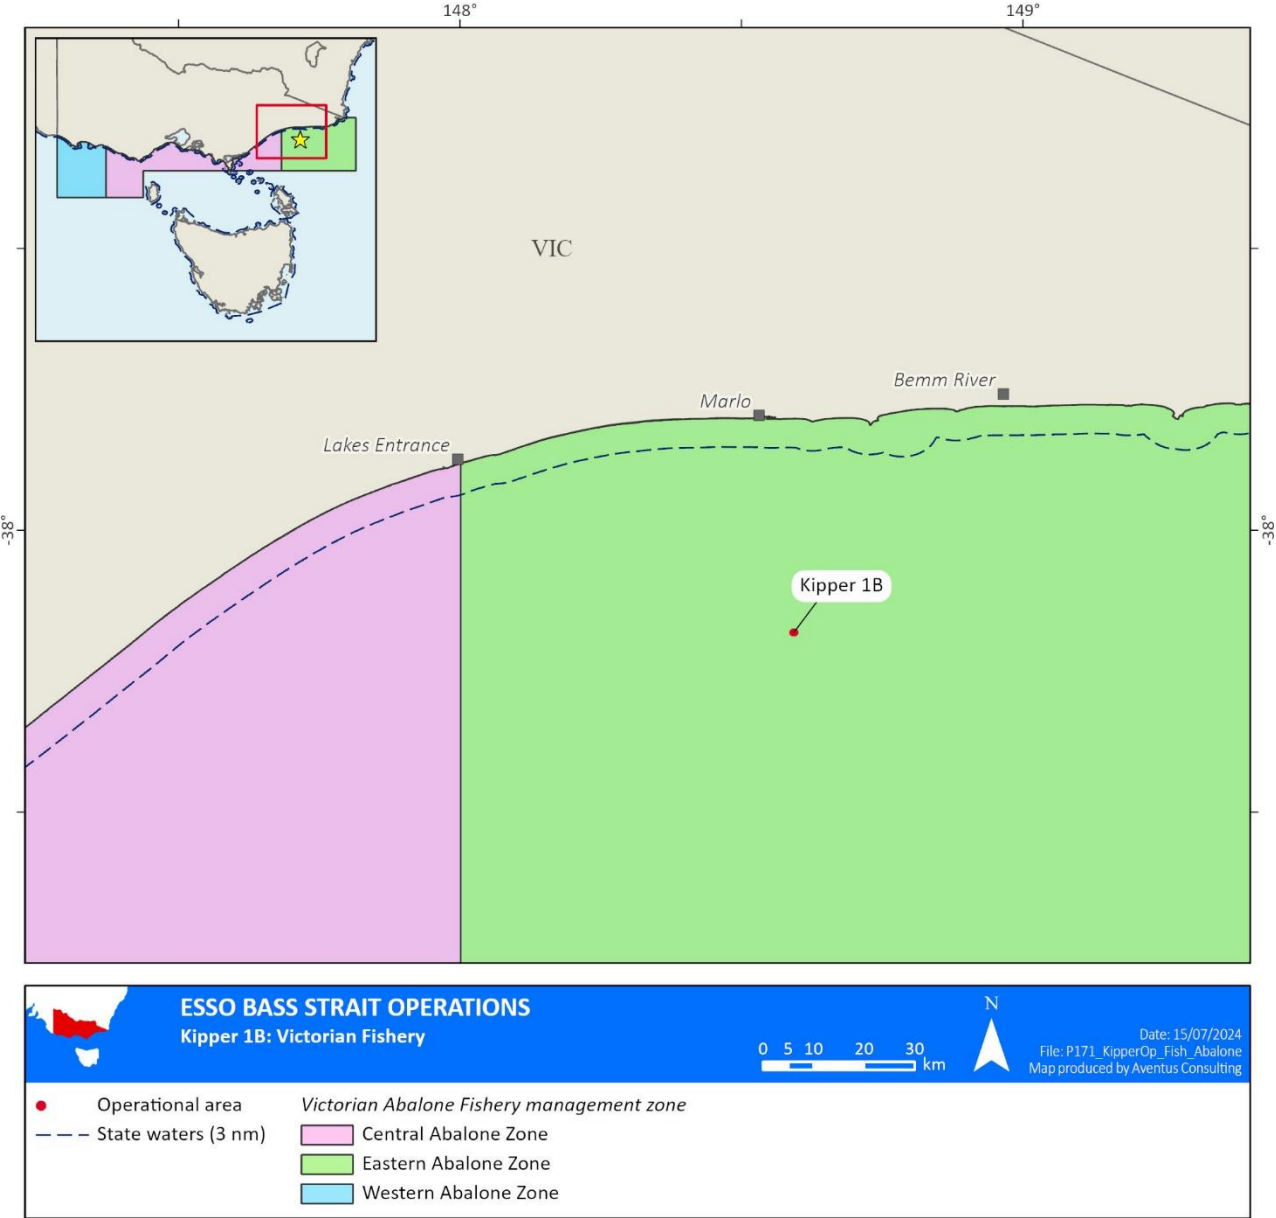 148°
149°
VIC
Bemm River
Marlo
Lakes Entrance
-38°
-38°
Kipper 1B
ESSO BASS STRAIT OPERATIONS
Kipper 1B: Victorian Fishery
0 5 10 20 30
km
N
Date: 15/07/2024
File: P171_KipperOp_Fish_Abalone
Map produced by Aventus Consulting
Operational area
State waters (3 nm)
Victorian Abalone Fishery management zone
Central Abalone Zone
Eastern Abalone Zone
Western Abalone Zone